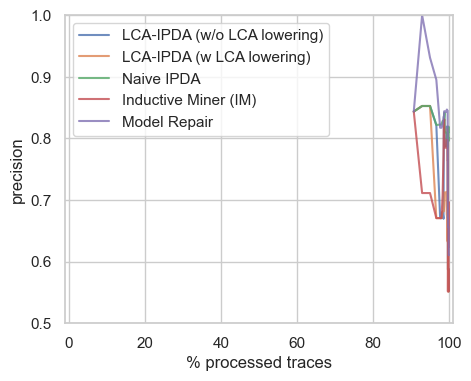 1.0
0.9
0.8
0.7
0.6
0.5
precision
LCA-IPDA (w/o LCA lowering)
LCA-IPDA (w LCA lowering)
Naive IPDA
Inductive Miner (IM)
Model Repair
0 20 40 60 80 100
% processed traces